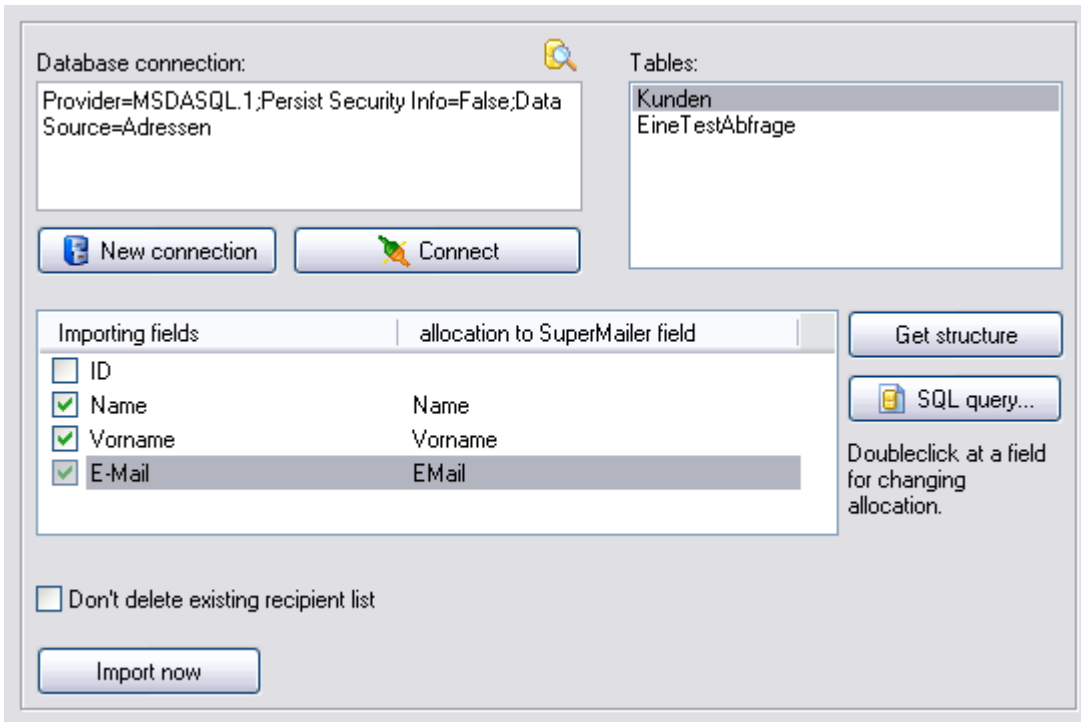 Database connection:
Provider=MSDASQL.1;Persist Security Info=False;Data
Source=Adressen
New connection
Connect
Tables:
Kunden
EineTestAbfrage
Importing fields
allocation to SuperMailer field
ID
Name Name
Vorname Vorname
E-Mail EMail
Get structure
SQL query...
Doubleclick at a field
for changing
allocation.
Don't delete existing recipient list
Import now